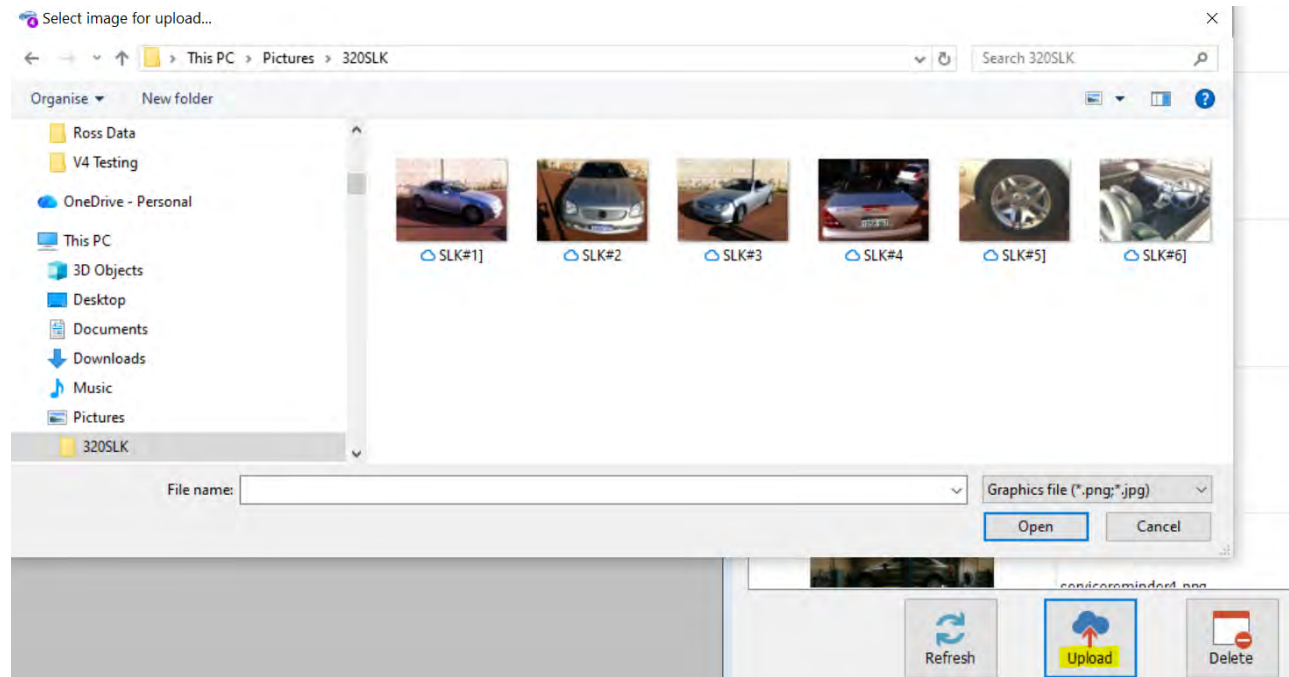 Select image for upload...
This PC > Pictures > 320SLK
Search 320SLK
Organise
New folder
Ross Data
V4 Testing
OneDrive - Personal
This PC
3D Objects
Desktop
Documents
Downloads
Music
Pictures
320SLK
SLK#1]
SLK#2
SLK#3
SLK#4
SLK#5]
SLK#6]
File name:
Graphics file (*.png;*.jpg)
Open
Cancel
servicereminder4.png
Refresh
Upload
Delete